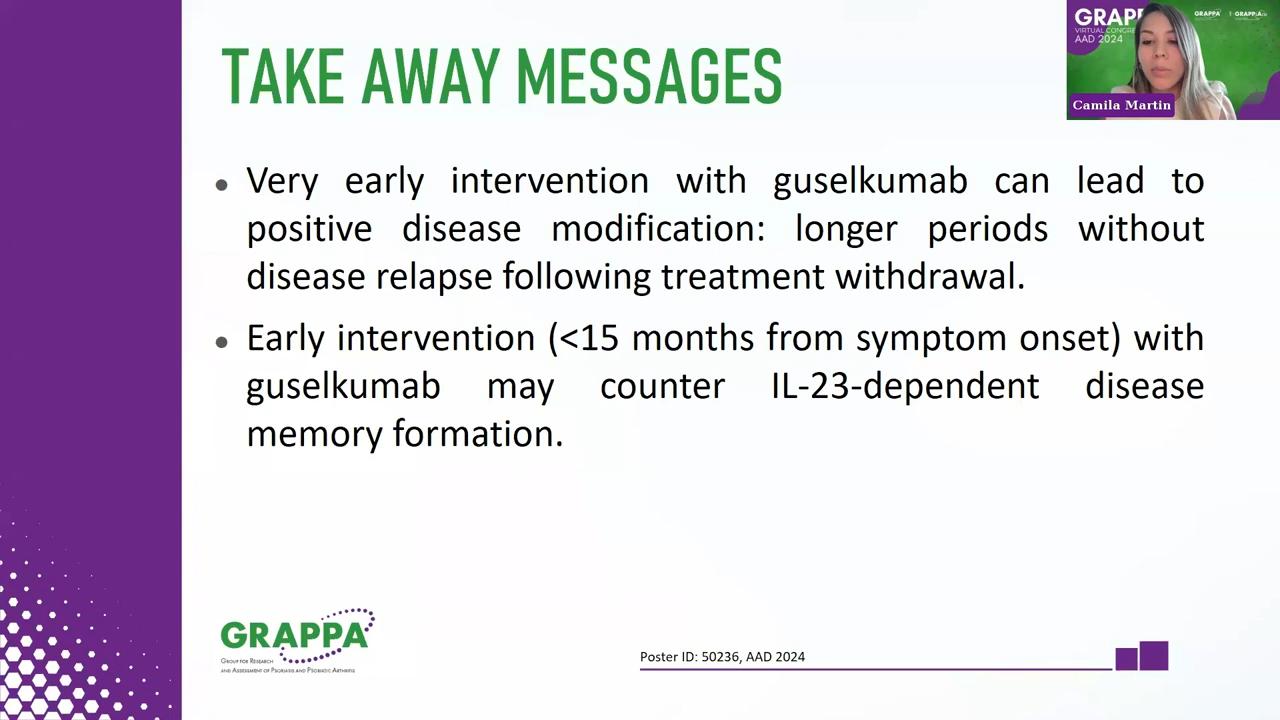 TAKE AWAY MESSAGES
GRAPP
VIRTUAL CONGRE
AAD 2024
GRAPPA
Camila Martin
• Very early intervention with guselkumab can lead to
positive disease modification: longer periods without
disease relapse following treatment withdrawal.
• Early intervention (<15 months from symptom onset) with
guselkumab may counter IL-23-dependent disease
memory formation.
GRAPPA
GROUP FOR RESEARCH
AND ASSESSMENT OF PSORIASIS AND PSORIATIC ARTHRITIS
Poster ID: 50236, AAD 2024